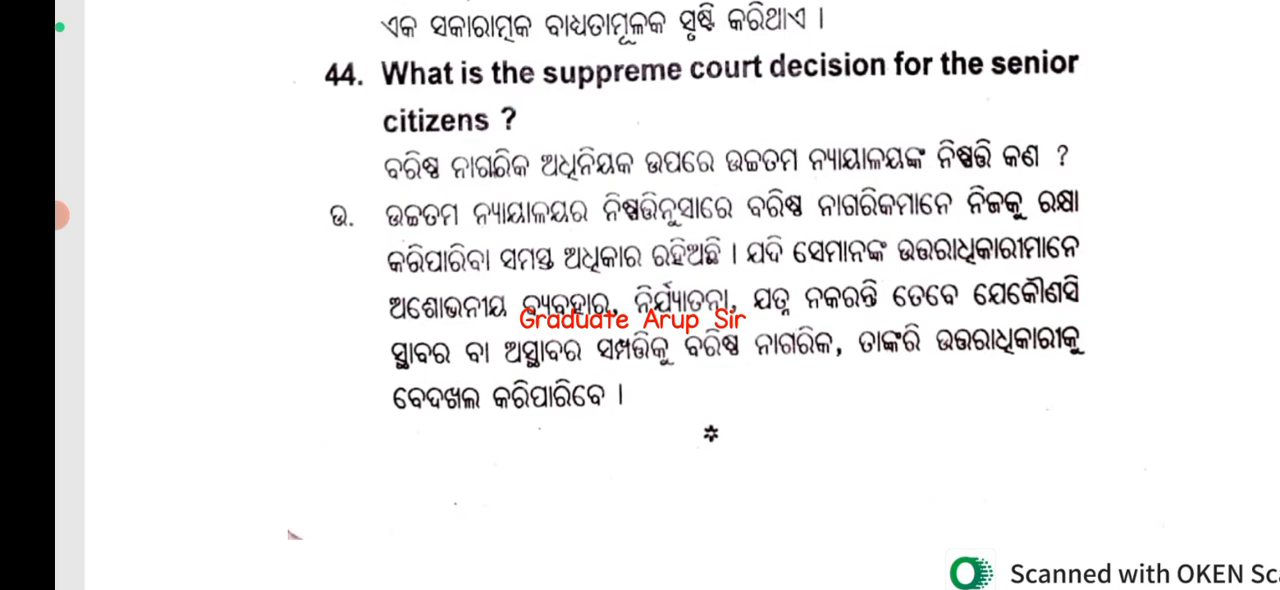 ଏକ ସକାରାତ୍ମକ ବାଧ୍ୟତାମୂଳକ ସୃଷ୍ଟି କରିଥାଏ ।
44. What is the suppreme court decision for the senior
citizens ?
ବରିଷ୍ଠ ନାଗରିକ ଅଧିନିୟକ ଉପରେ ଉଚ୍ଚତମ ନ୍ୟାୟାଳୟଙ୍କ ନିଷ୍ପତ୍ତି କଣ ?
ଉ. ଉଚ୍ଚତମ ନ୍ୟାୟାଳୟର ନିଷ୍ପତ୍ତିନୁସାରେ ବରିଷ୍ଠ ନାଗରିକମାନେ ନିଜକୁ ରକ୍ଷା
କରିପାରିବା ସମସ୍ତ ଅଧିକାର ରହିଅଛି । ଯଦି ସେମାନଙ୍କ ଉତ୍ତରାଧିକାରୀମାନେ
ଅଶୋଭନୀୟ ବ୍ୟବହାର, ନିର୍ଯ୍ୟାତନା, ଯତ୍ନ ନକରନ୍ତି ତେବେ ଯେକୌଣସି
Graduate Arup Sir
ସ୍ଥାବର ବା ଅସ୍ଥାବର ସମ୍ପତ୍ତିକୁ ବରିଷ୍ଠ ନାଗରିକ, ତାଙ୍କରି ଉତ୍ତରାଧିକାରୀକୁ
ବେଦଖଲ କରିପାରିବେ ।
Scanned with OKEN Sc